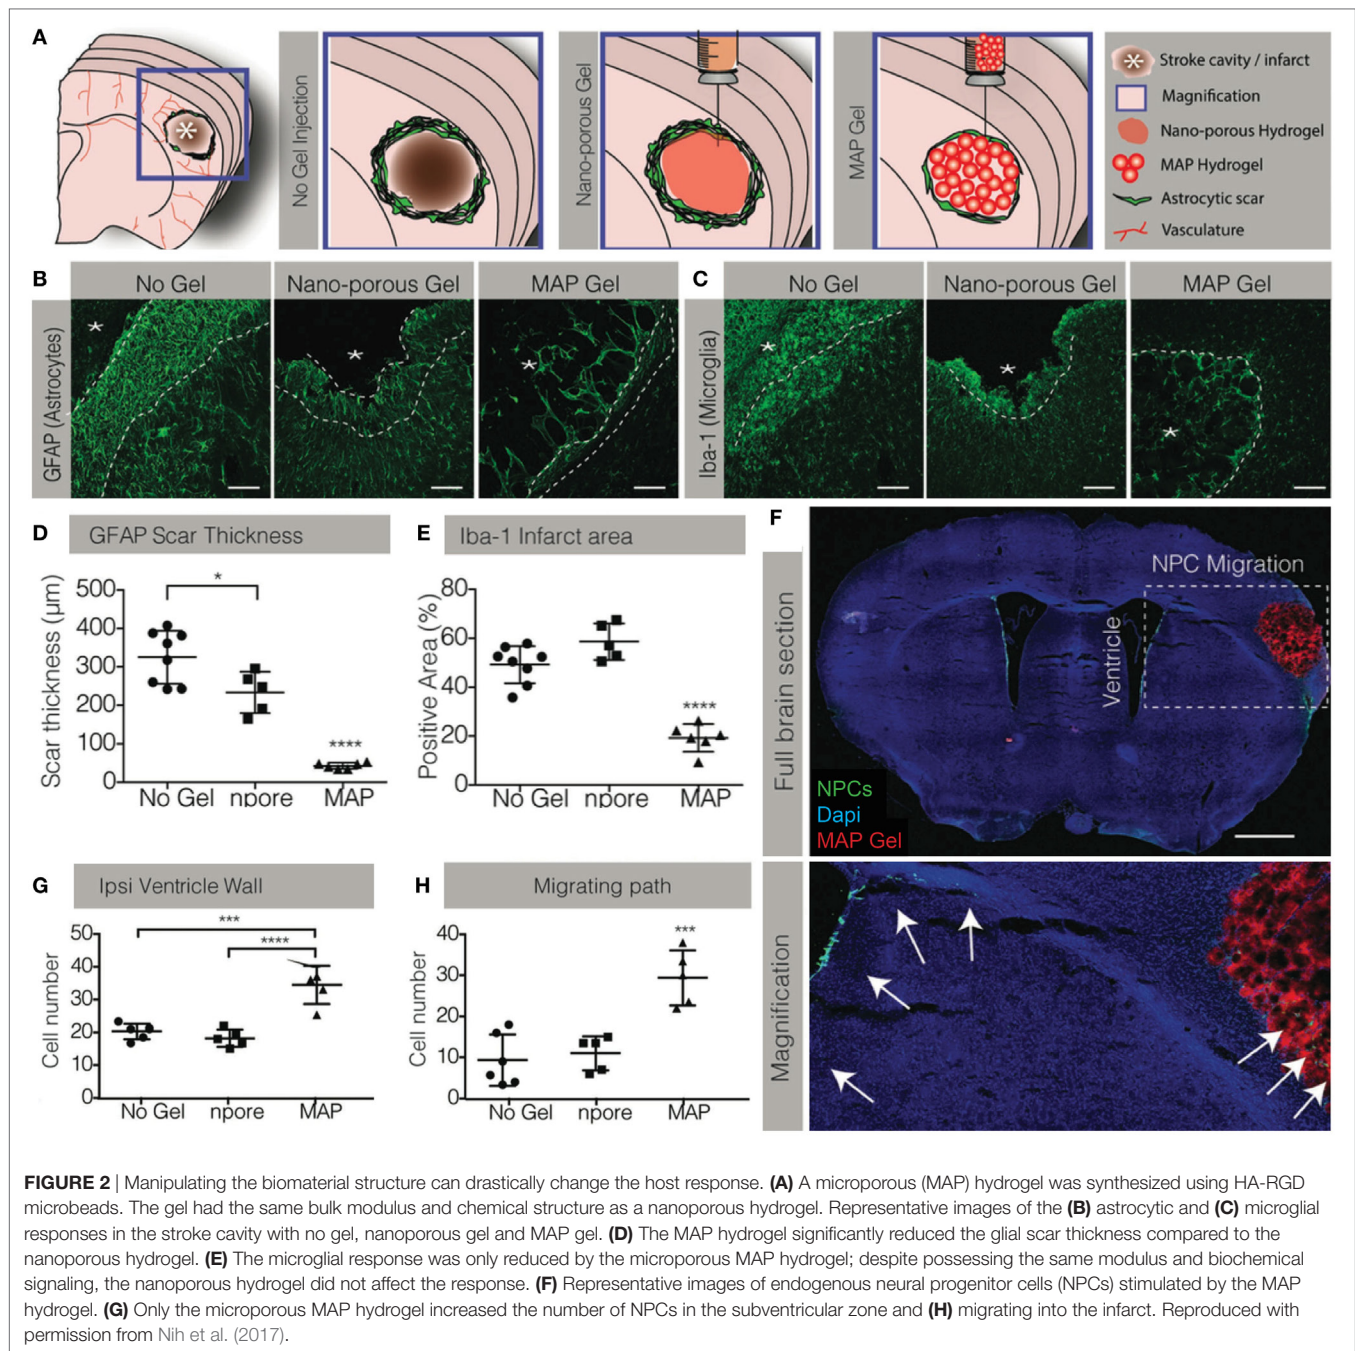 A
No Gel Injection
Nano-porous Gel
MAP Gel
* Stroke cavity / infarct
Magnification
Nano-porous Hydrogel
MAP Hydrogel
Astrocytic scar
Vasculature
B
No Gel
Nano-porous Gel
MAP Gel
GFAP (Astrocytes)
*
*
*
C
No Gel
Nano-porous Gel
MAP Gel
Iba-1 (Microglia)
*
*
*
D
GFAP Scar Thickness
Scar thickness (µm)
500
400
300
200
100
0
*
****
No Gel npore MAP
E
Iba-1 Infarct area
Positive Area (%)
80
60
40
20
0
****
No Gel npore MAP
F
Full brain section
NPC Migration
Ventricle
NPCs
Dapi
MAP Gel
Magnification
G
Ipsi Ventricle Wall
Cell number
50
40
30
20
10
0
***
****
No Gel npore MAP
H
Migrating path
Cell number
40
30
20
10
0
***
No Gel npore MAP
FIGURE 2 | Manipulating the biomaterial structure can drastically change the host response. (A) A microporous (MAP) hydrogel was synthesized using HA-RGD
microbeads. The gel had the same bulk modulus and chemical structure as a nanoporous hydrogel. Representative images of the (B) astrocytic and (C) microglial
responses in the stroke cavity with no gel, nanoporous gel and MAP gel. (D) The MAP hydrogel significantly reduced the glial scar thickness compared to the
nanoporous hydrogel. (E) The microglial response was only reduced by the microporous MAP hydrogel; despite possessing the same modulus and biochemical
signaling, the nanoporous hydrogel did not affect the response. (F) Representative images of endogenous neural progenitor cells (NPCs) stimulated by the MAP
hydrogel. (G) Only the microporous MAP hydrogel increased the number of NPCs in the subventricular zone and (H) migrating into the infarct. Reproduced with
permission from Nih et al. (2017).